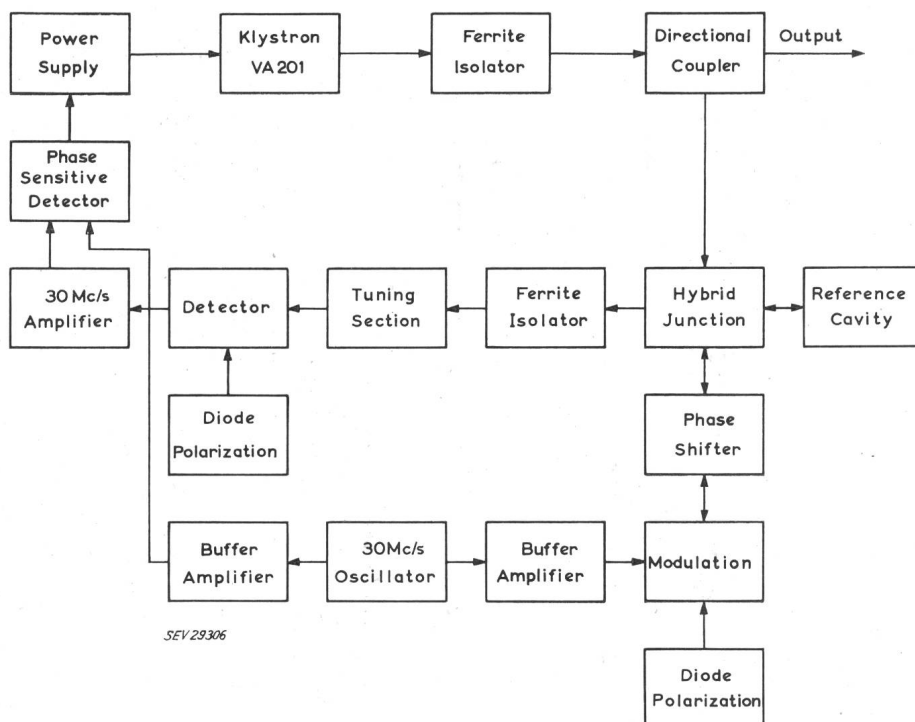 Power
Supply
Klystron
VA 201
Ferrite
Isolator
Directional
Coupler
Output
Phase
Sensitive
Detector
30 Mc/s
Amplifier
Detector
Tuning
Section
Ferrite
Isolator
Hybrid
Junction
Reference
Cavity
Diode
Polarization
Phase
Shifter
Buffer
Amplifier
30Mc/s
Oscillator
Buffer
Amplifier
Modulation
SEV 29306
Diode
Polarization